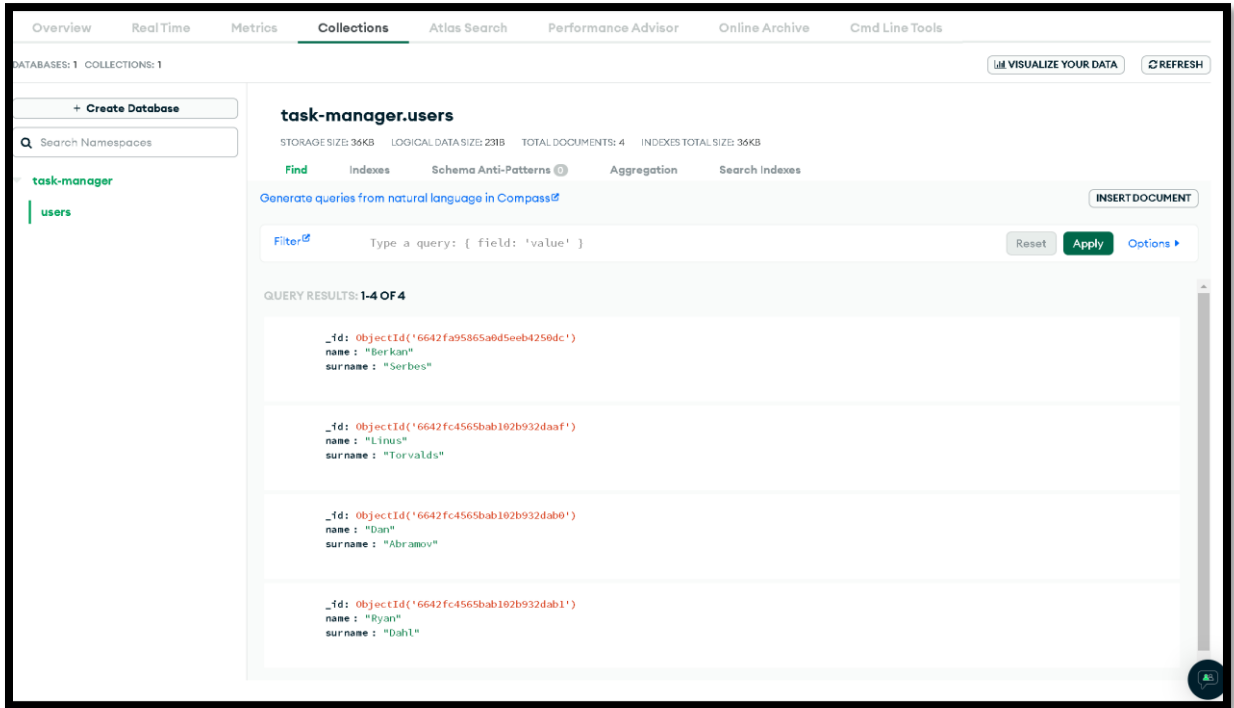 Overview Real Time Metrics Collections Atlas Search Performance Advisor Online Archive Cmd Line Tools
DATABASES: 1 COLLECTIONS: 1
VISUALIZE YOUR DATA
REFRESH
+ Create Database
Search Namespaces
task-manager
users
task-manager.users
STORAGE SIZE: 36KB LOGICAL DATA SIZE: 231B TOTAL DOCUMENTS: 4 INDEXES TOTAL SIZE: 36KB
Find Indexes Schema Anti-Patterns 0 Aggregation Search Indexes
Generate queries from natural language in Compass
INSERT DOCUMENT
Filter Type a query: { field: 'value' } Reset Apply Options
QUERY RESULTS: 1-4 OF 4
_id: ObjectId('6642fa95865a0d5eeb4250dc')
name : "Berkan"
surname : "Serbes"
_id: ObjectId('6642fc4565bab102b932daaf')
name : "Linus"
surname : "Torvalds"
_id: ObjectId('6642fc4565bab102b932dab0')
name : "Dan"
surname : "Abramov"
_id: ObjectId('6642fc4565bab102b932dab1')
name : "Ryan"
surname : "Dahl"